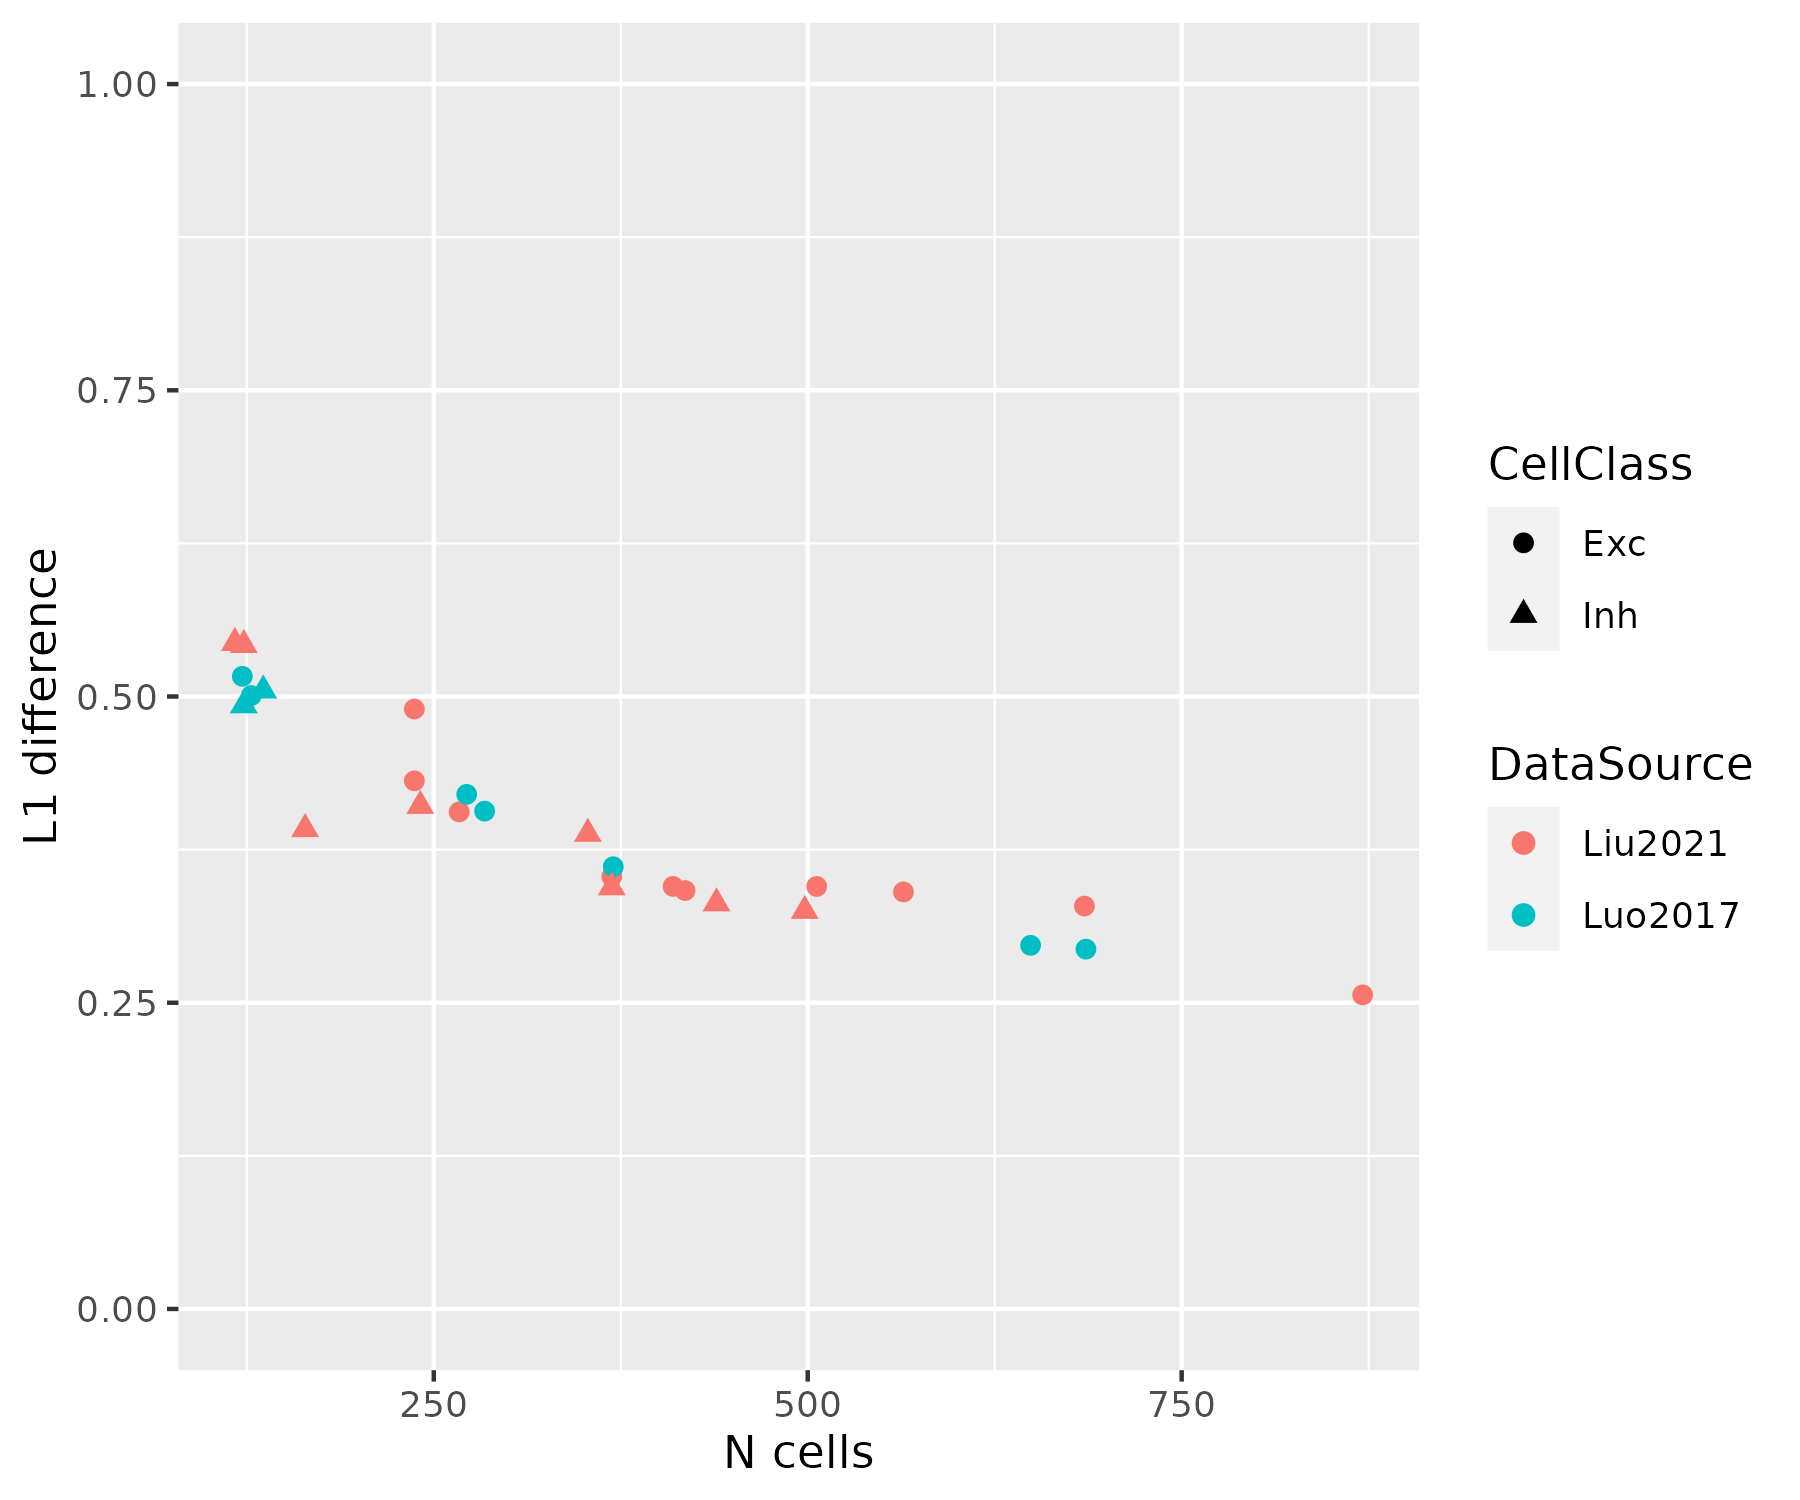 1.00
0.75
0.50
0.25
0.00
L1 difference
250
500
750
N cells
CellClass
Exc
Inh
DataSource
Liu2021
Luo2017